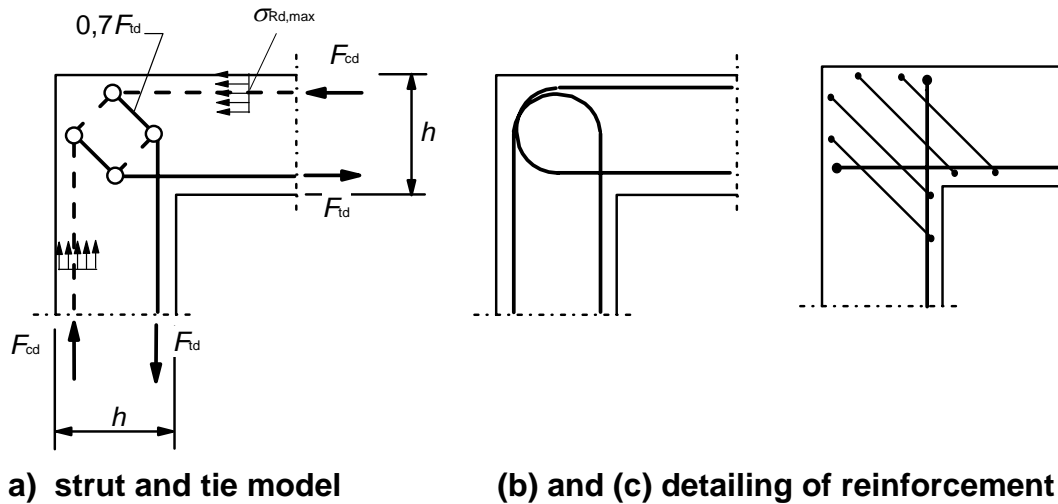 0,7Ftd
σRd,max
Fcd
h
Ftd
Fcd
Ftd
h
a) strut and tie model
(b) and (c) detailing of reinforcement